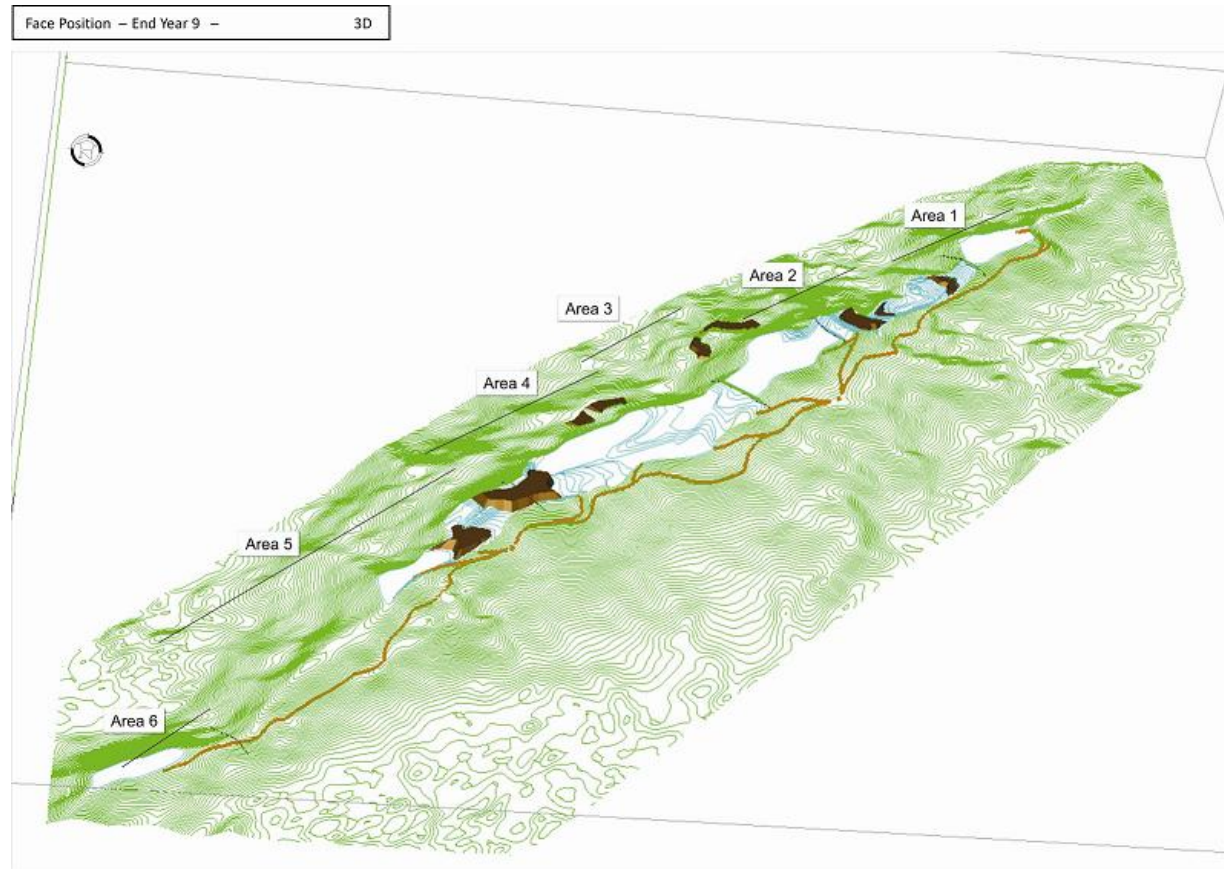 Face Position – End Year 9 – 3D
Area 1
Area 2
Area 3
Area 4
Area 5
Area 6